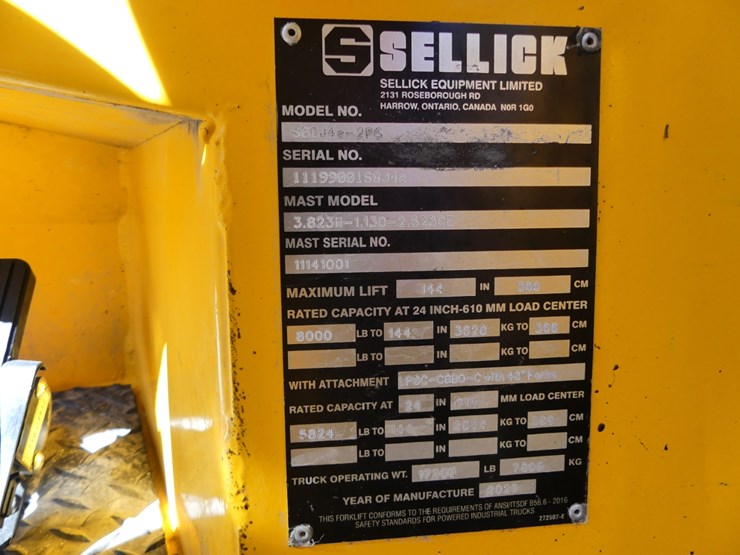 S SELLICK
SELLICK EQUIPMENT LIMITED
2131 ROSEBOROUGH RD
HARROW, ONTARIO, CANADA N0R 1G0
MODEL NO.
SERIAL NO.
MAST MODEL
MAST SERIAL NO.
11141001
MAXIMUM LIFT 144 IN CM
RATED CAPACITY AT 24 INCH-610 MM LOAD CENTER
8000 LB TO 144 IN KG TO CM
LB TO IN KG TO CM
WITH ATTACHMENT
RATED CAPACITY AT 24 IN MM LOAD CENTER
5824 LB TO IN KG TO CM
LB TO IN KG TO CM
TRUCK OPERATING WT. LB KG
YEAR OF MANUFACTURE
THIS FORKLIFT CONFORMS TO THE REQUIREMENTS OF ANSI/ITSDF B56.6 - 2016
SAFETY STANDARDS FOR POWERED INDUSTRIAL TRUCKS